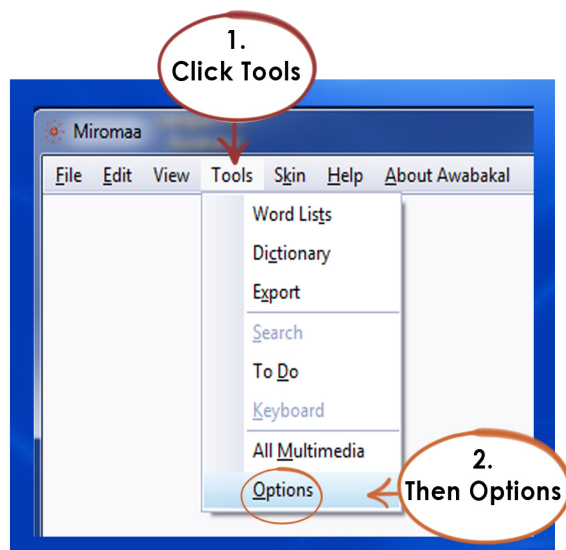 1.
Click Tools
Miromaa
File Edit View Tools Skin Help About Awabakal
Word Lists
Dictionary
Export
Search
To Do
Keyboard
All Multimedia
Options
2.
Then Options